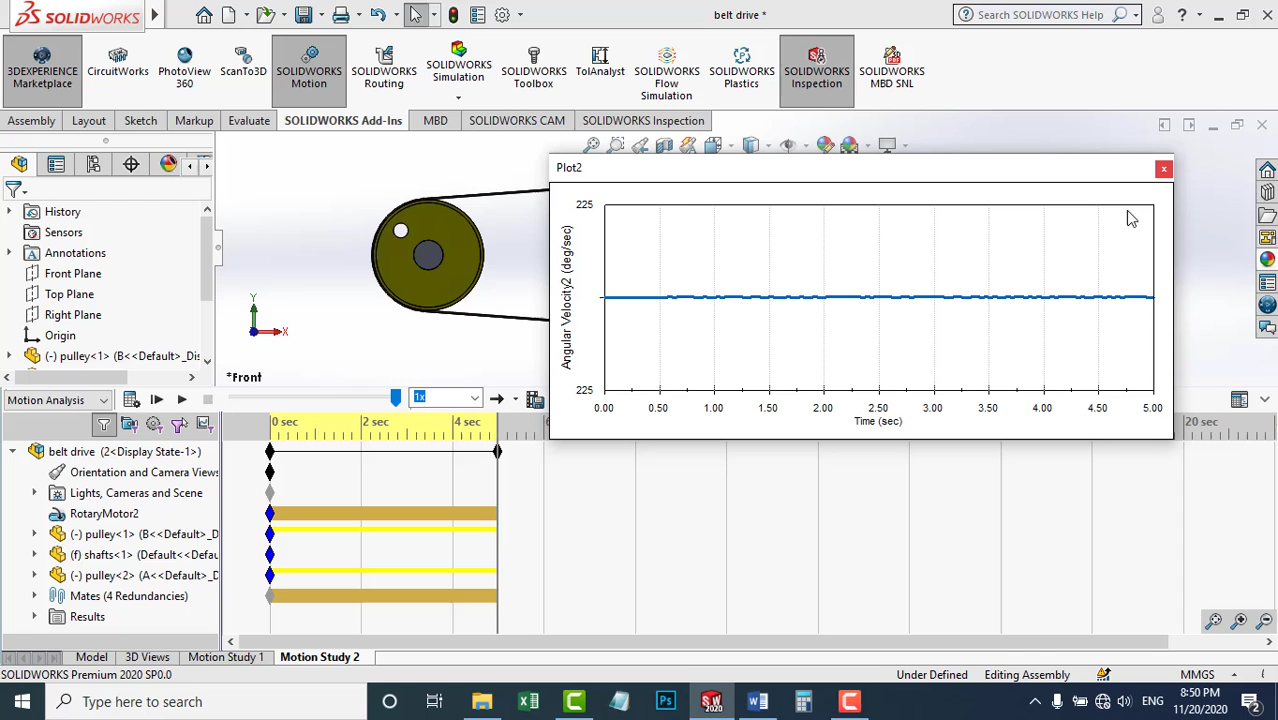 SOLIDWORKS
belt drive *
Search SOLIDWORKS Help
?
3DEXPERIENCE
Marketplace
CircuitWorks
PhotoView
360
ScanTo3D
SOLIDWORKS
Motion
SOLIDWORKS
Routing
SOLIDWORKS
Simulation
SOLIDWORKS
Toolbox
TolAnalyst
SOLIDWORKS
Flow
Simulation
SOLIDWORKS
Plastics
SOLIDWORKS
Inspection
SOLIDWORKS
MBD SNL
Assembly
Layout
Sketch
Markup
Evaluate
SOLIDWORKS Add-Ins
MBD
SOLIDWORKS CAM
SOLIDWORKS Inspection
History
Sensors
Annotations
Front Plane
Top Plane
Right Plane
Origin
(-) pulley<1> (B<<Default>_Dis
Y
X
*Front
Plot2
225
Angular Velocity2 (deg/sec)
225
0.00 0.50 1.00 1.50 2.00 2.50 3.00 3.50 4.00 4.50 5.00
Time (sec)
Motion Analysis
1x
0 sec
2 sec
4 sec
20 sec
belt drive (2<Display State-1>)
Orientation and Camera Views
Lights, Cameras and Scene
RotaryMotor2
(-) pulley<1> (B<<Default>_D
(f) shafts<1> (Default<<Defau
(-) pulley<2> (A<<Default>_D
Mates (4 Redundancies)
Results
Model
3D Views
Motion Study 1
Motion Study 2
SOLIDWORKS Premium 2020 SP0.0
Under Defined
Editing Assembly
MMGS
Type here to search
ENG
8:50 PM
11/20/2020